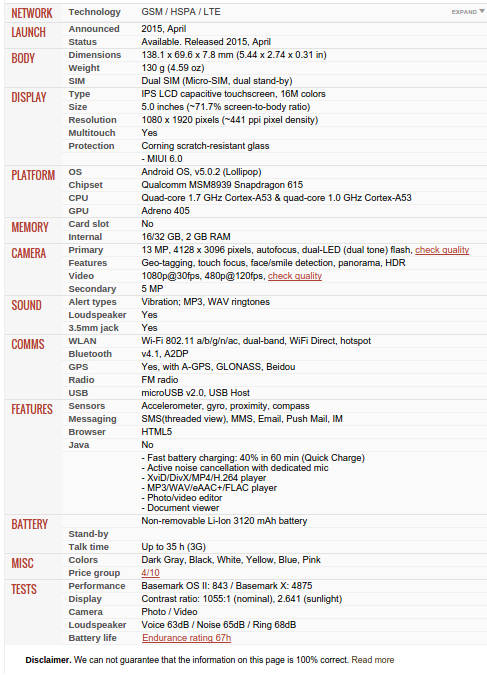 NETWORK Technology GSM / HSPA / LTE EXPAND ▼
LAUNCH Announced 2015, April
Status Available. Released 2015, April
BODY Dimensions 138.1 x 69.6 x 7.8 mm (5.44 x 2.74 x 0.31 in)
Weight 130 g (4.59 oz)
SIM Dual SIM (Micro-SIM, dual stand-by)
DISPLAY Type IPS LCD capacitive touchscreen, 16M colors
Size 5.0 inches (~71.7% screen-to-body ratio)
Resolution 1080 x 1920 pixels (~441 ppi pixel density)
Multitouch Yes
Protection Corning scratch-resistant glass
- MIUI 6.0
PLATFORM OS Android OS, v5.0.2 (Lollipop)
Chipset Qualcomm MSM8939 Snapdragon 615
CPU Quad-core 1.7 GHz Cortex-A53 & quad-core 1.0 GHz Cortex-A53
GPU Adreno 405
MEMORY Card slot No
Internal 16/32 GB, 2 GB RAM
CAMERA Primary 13 MP, 4128 x 3096 pixels, autofocus, dual-LED (dual tone) flash, check quality
Features Geo-tagging, touch focus, face/smile detection, panorama, HDR
Video 1080p@30fps, 480p@120fps, check quality
Secondary 5 MP
SOUND Alert types Vibration; MP3, WAV ringtones
Loudspeaker Yes
3.5mm jack Yes
COMMS WLAN Wi-Fi 802.11 a/b/g/n/ac, dual-band, WiFi Direct, hotspot
Bluetooth v4.1, A2DP
GPS Yes, with A-GPS, GLONASS, Beidou
Radio FM radio
USB microUSB v2.0, USB Host
FEATURES Sensors Accelerometer, gyro, proximity, compass
Messaging SMS(threaded view), MMS, Email, Push Mail, IM
Browser HTML5
Java No
- Fast battery charging: 40% in 60 min (Quick Charge)
- Active noise cancellation with dedicated mic
- XviD/DivX/MP4/H.264 player
- MP3/WAV/eAAC+/FLAC player
- Photo/video editor
- Document viewer
BATTERY Non-removable Li-Ion 3120 mAh battery
Stand-by
Talk time Up to 35 h (3G)
MISC Colors Dark Gray, Black, White, Yellow, Blue, Pink
Price group 4/10
TESTS Performance Basemark OS II: 843 / Basemark X: 4875
Display Contrast ratio: 1055:1 (nominal), 2.641 (sunlight)
Camera Photo / Video
Loudspeaker Voice 63dB / Noise 65dB / Ring 68dB
Battery life Endurance rating 67h
Disclaimer. We can not guarantee that the information on this page is 100% correct. Read more